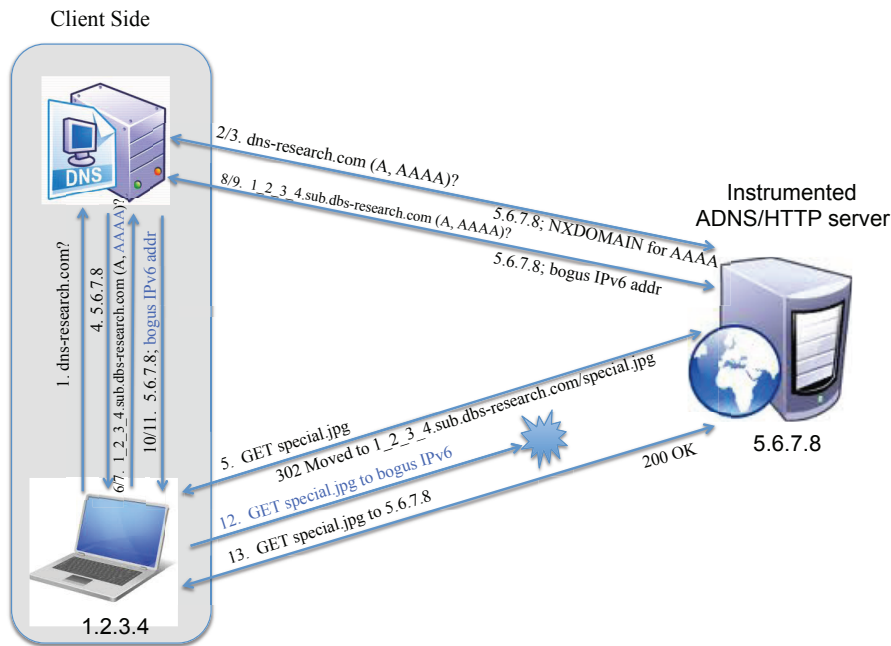 Client Side
DNS
2/3. dns-research.com (A, AAAA)?
5.6.7.8; NXDOMAIN for AAAA
8/9. 1_2_3_4.sub.dbs-research.com (A, AAAA)?
5.6.7.8; bogus IPv6 addr
Instrumented
ADNS/HTTP server
5.6.7.8
1. dns-research.com?
4. 5.6.7.8
6/7. 1_2_3_4.sub.dbs-research.com (A, AAAA)?
10/11. 5.6.7.8; bogus IPv6 addr
5. GET special.jpg
302 Moved to 1_2_3_4.sub.dbs-research.com/special.jpg
12. GET special.jpg to bogus IPv6
13. GET special.jpg to 5.6.7.8
200 OK
1.2.3.4